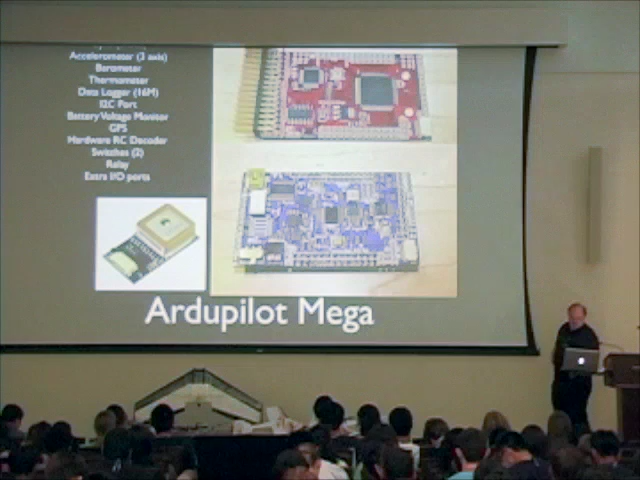 Accelerometer (3 axis)
Barometer
Thermometer
Data Logger (16M)
I2C Port
Battery Voltage Monitor
GPS
Hardware RC Decoder
Switches (2)
Relay
Extra I/O ports
Ardupilot Mega